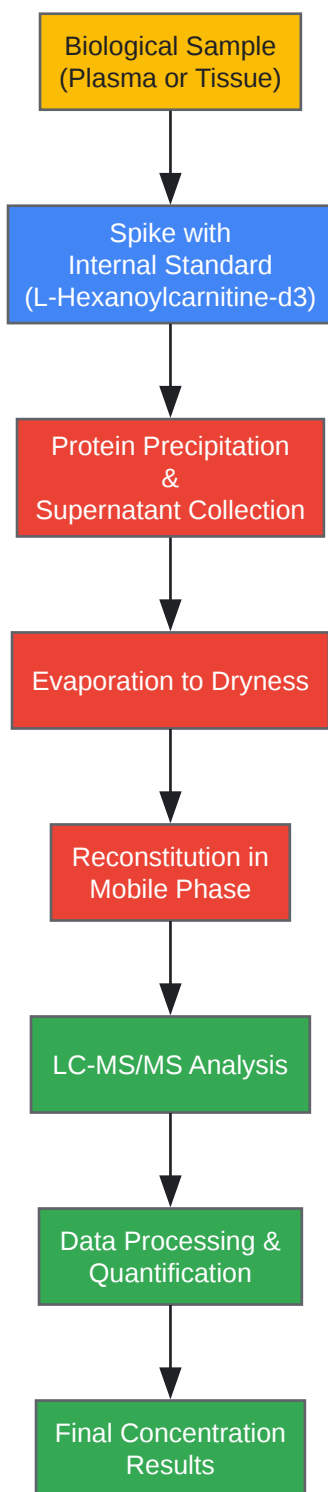 Biological Sample
(Plasma or Tissue)
Spike with
Internal Standard
(L-Hexanoylcarnitine-d3)
Protein Precipitation
&
Supernatant Collection
Evaporation to Dryness
Reconstitution in
Mobile Phase
LC-MS/MS Analysis
Data Processing &
Quantification
Final Concentration
Results